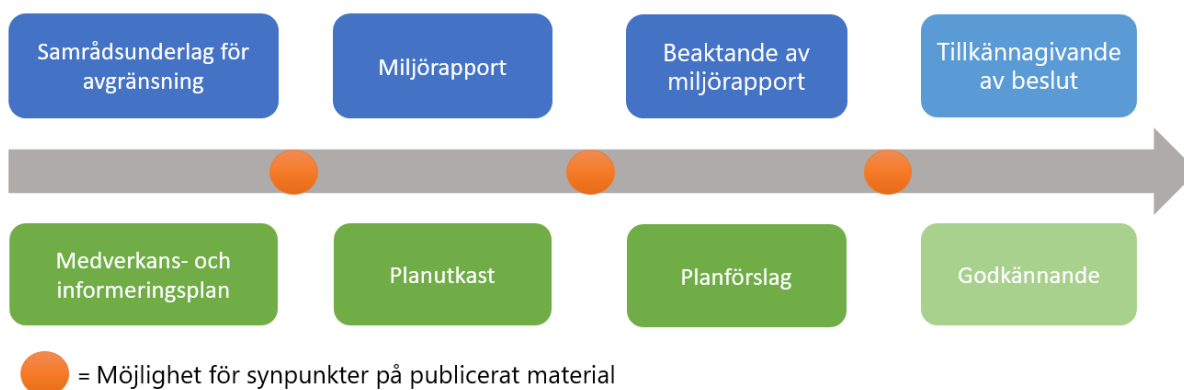 Samrådsunderlag för
avgränsning
Miljörapport
Beaktande av
miljörapport
Tillkännagivande
av beslut
Medverkans- och
informeringsplan
Planutkast
Planförslag
Godkännande
= Möjlighet för synpunkter på publicerat material